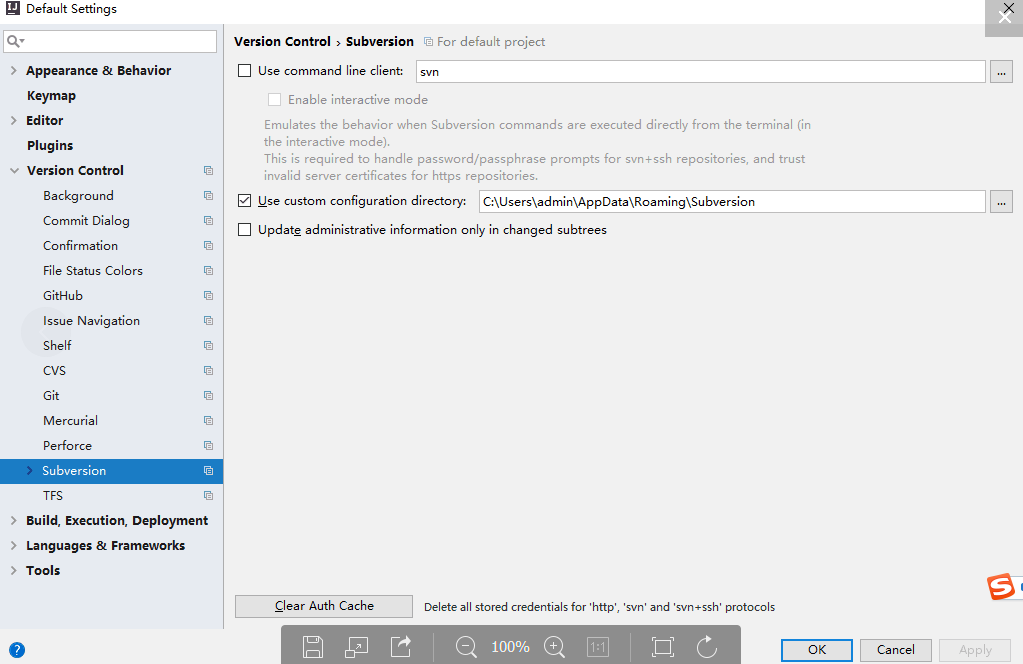 Default Settings
Version Control › Subversion For default project
Appearance & Behavior
Keymap
Editor
Plugins
Version Control
Background
Commit Dialog
Confirmation
File Status Colors
GitHub
Issue Navigation
Shelf
CVS
Git
Mercurial
Perforce
Subversion
TFS
Build, Execution, Deployment
Languages & Frameworks
Tools
Use command line client: svn ...
Enable interactive mode
Emulates the behavior when Subversion commands are executed directly from the terminal (in
the interactive mode).
This is required to handle password/passphrase prompts for svn+ssh repositories, and trust
invalid server certificates for https repositories.
Use custom configuration directory: C:\Users\admin\AppData\Roaming\Subversion ...
Update administrative information only in changed subtrees
Clear Auth Cache Delete all stored credentials for 'http', 'svn' and 'svn+ssh' protocols
? 100% 1:1 OK Cancel Apply